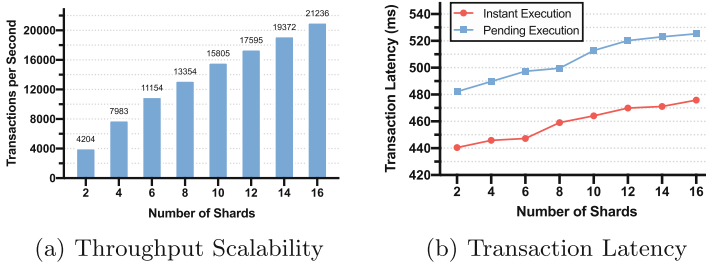 Transactions per Second
20000
16000
12000
8000
4000
0
4204
7983
11154
13354
15805
17595
19372
21236
2 4 6 8 10 12 14 16
Number of Shards
(a) Throughput Scalability
Transaction Latency (ms)
540
520
500
480
460
440
420
Instant Execution
Pending Execution
2 4 6 8 10 12 14 16
Number of Shards
(b) Transaction Latency